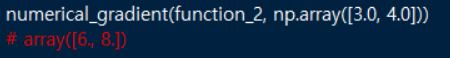 numerical_gradient(function_2, np.array([3.0, 4.0]))
# array([6., 8.])